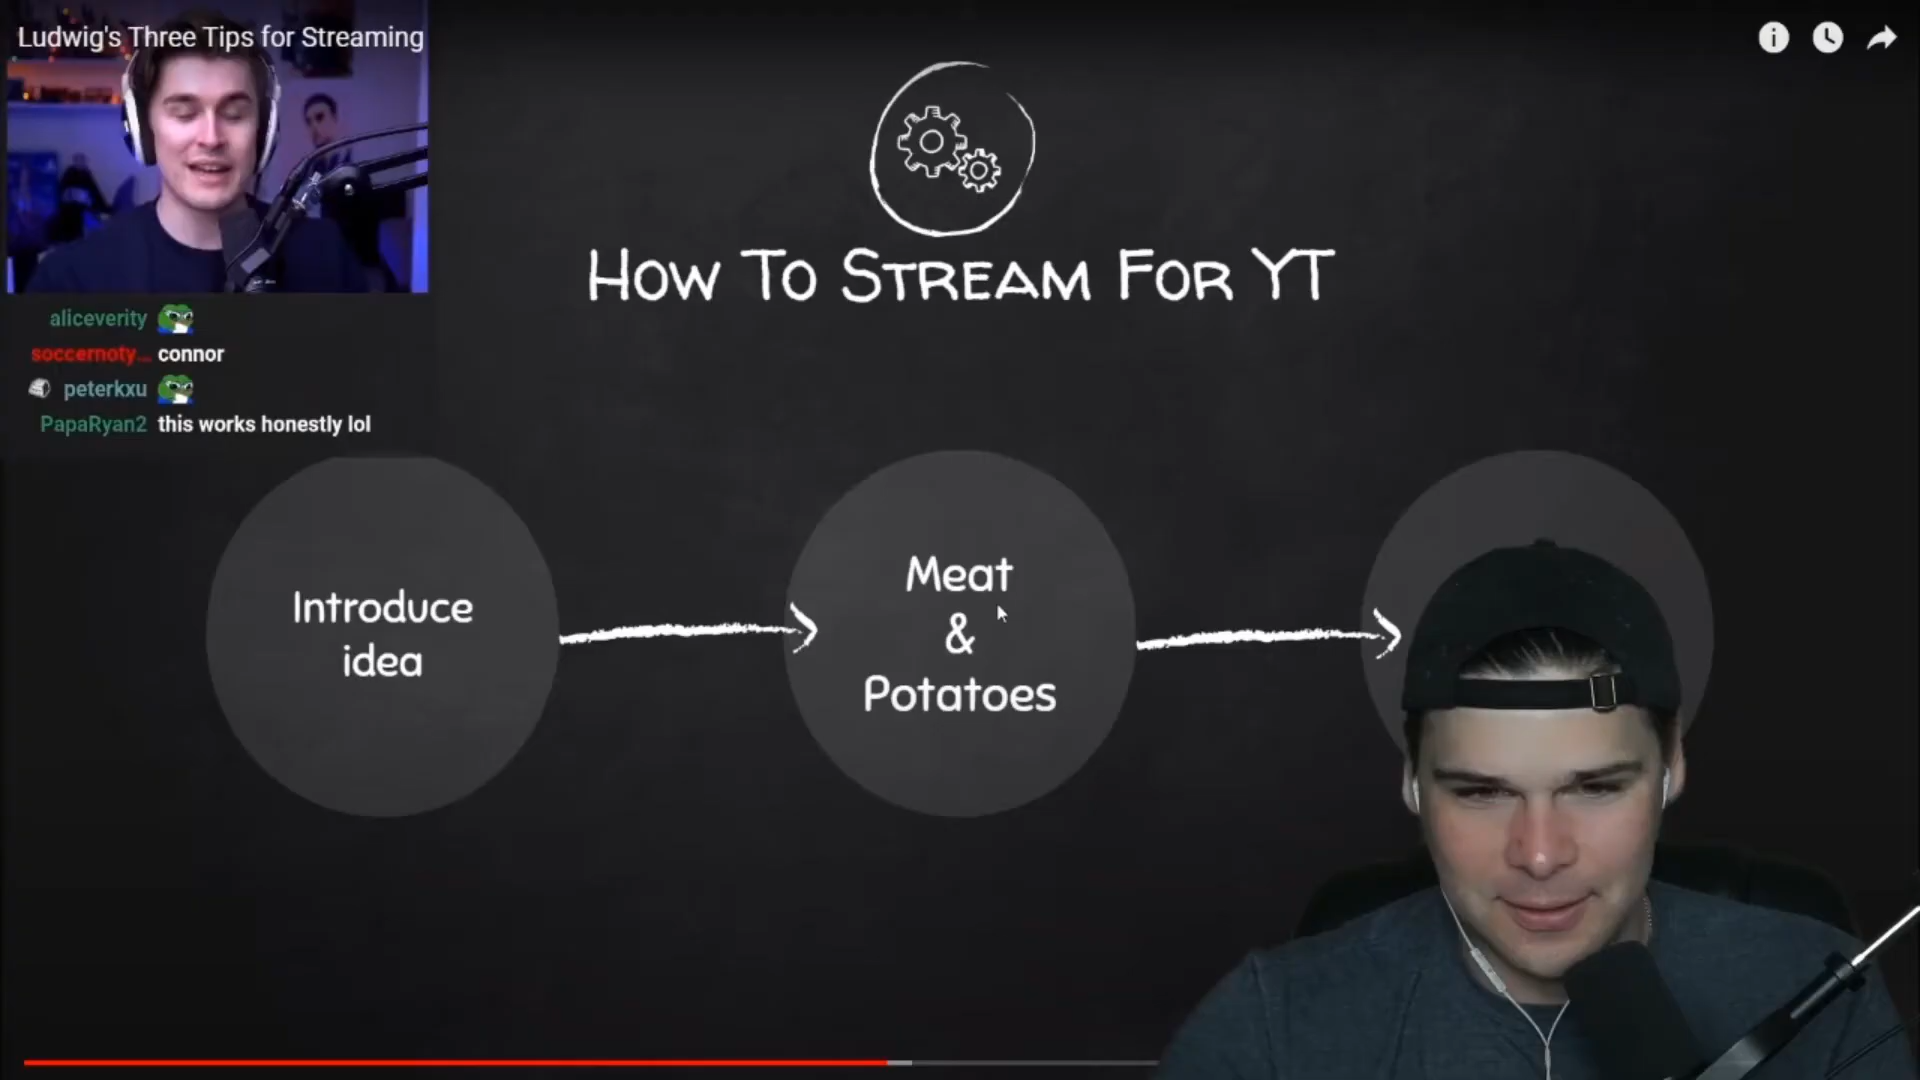 Ludwig's Three Tips for Streaming
aliceverity
soccernoty... connor
peterkxu
PapaRyan2 this works honestly lol
How To Stream For YT
Introduce
idea
Meat
&
Potatoes